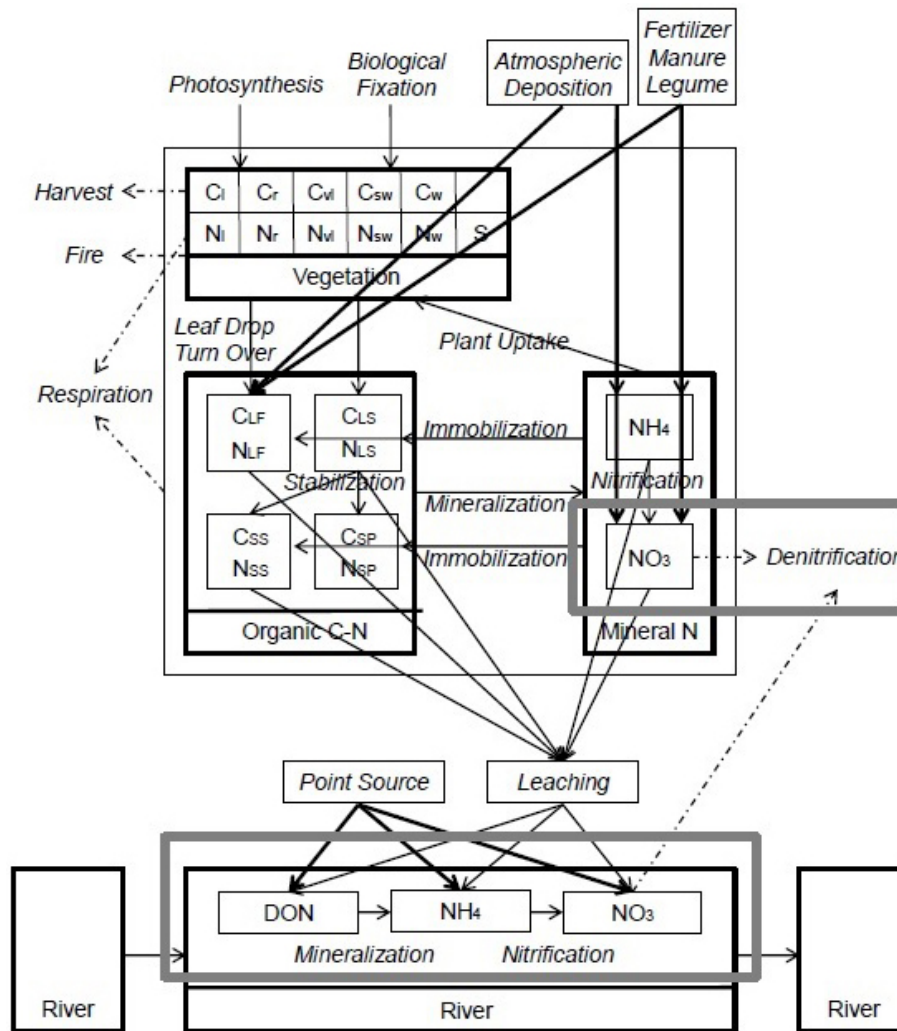 Photosynthesis
Biological
Fixation
Atmospheric
Deposition
Fertilizer
Manure
Legume
Harvest
Cl Cr Cvl Csw Cw
Nl Nr Nvl Nsw Nw S
Fire
Vegetation
Leaf Drop
Turn Over
Plant Uptake
Respiration
CLF CLS
NLF NLS
Immobilization
NH4
Stabilization
Mineralization
Nitrification
CSS CSP
NSS NSP
Immobilization
NO3
Denitrification
Organic C-N
Mineral N
Point Source
Leaching
DON
NH4
NO3
Mineralization
Nitrification
River
River
River